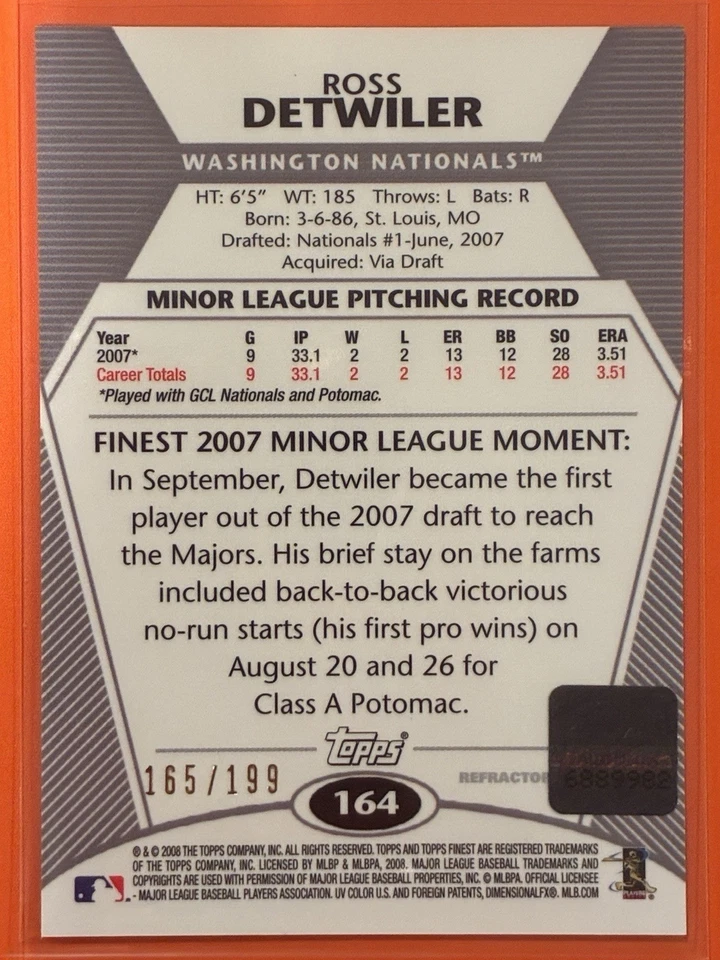 ROSS
DETWILER
WASHINGTON NATIONALS™
HT: 6'5" WT: 185 Throws: L Bats: R
Born: 3-6-86, St. Louis, MO
Drafted: Nationals #1-June, 2007
Acquired: Via Draft
MINOR LEAGUE PITCHING RECORD
Year G IP W L ER BB SO ERA
2007* 9 33.1 2 2 13 12 28 3.51
Career Totals 9 33.1 2 2 13 12 28 3.51
*Played with GCL Nationals and Potomac.
FINEST 2007 MINOR LEAGUE MOMENT:
In September, Detwiler became the first
player out of the 2007 draft to reach
the Majors. His brief stay on the farms
included back-to-back victorious
no-run starts (his first pro wins) on
August 20 and 26 for
Class A Potomac.
Topps®
165/199
REFRACTOR
6889982
164
® & © 2008 THE TOPPS COMPANY, INC. ALL RIGHTS RESERVED. TOPPS AND TOPPS FINEST ARE REGISTERED TRADEMARKS
OF THE TOPPS COMPANY, INC. LICENSED BY MLBP & MLBPA, 2008. MAJOR LEAGUE BASEBALL TRADEMARKS AND
COPYRIGHTS ARE USED WITH PERMISSION OF MAJOR LEAGUE BASEBALL PROPERTIES, INC. © MLBPA. OFFICIAL LICENSEE
- MAJOR LEAGUE BASEBALL PLAYERS ASSOCIATION. UV COLOR U.S. AND FOREIGN PATENTS, DIMENSIONALFX®. MLB.COM